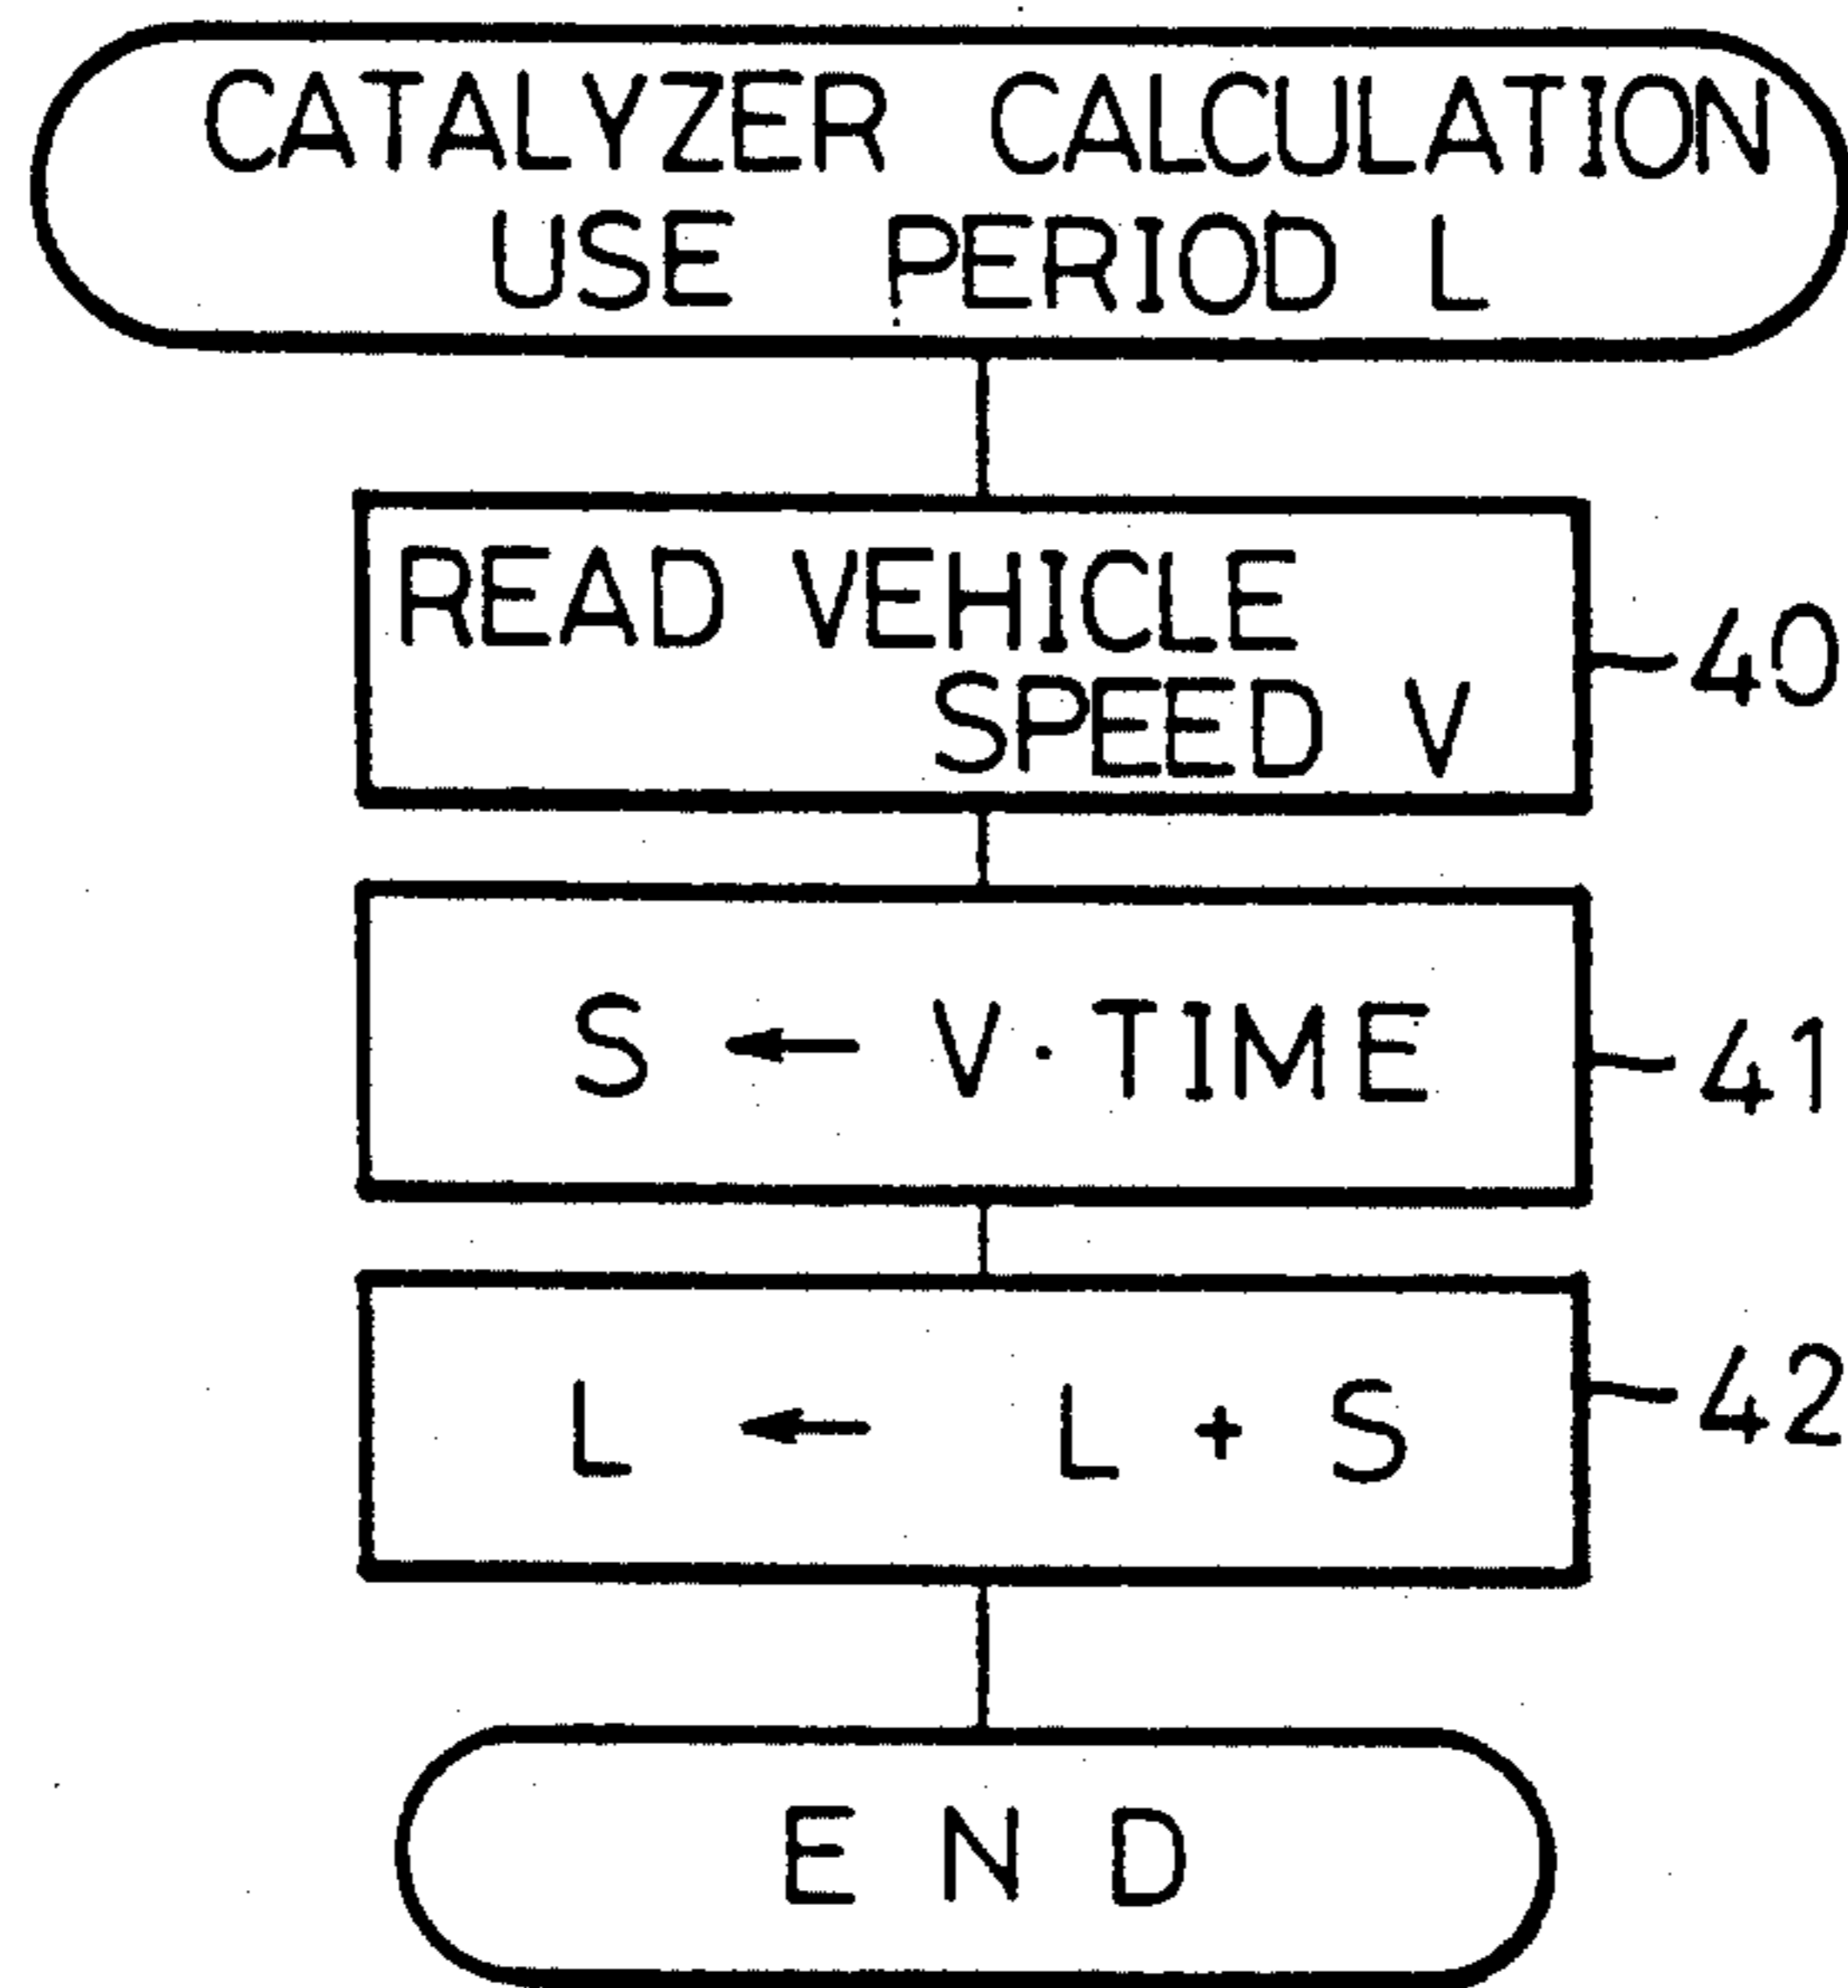 CATALYZER CALCULATION
USE PERIOD L
READ VEHICLE
SPEED V
40
S ← V·TIME
41
L ← L + S
42
END